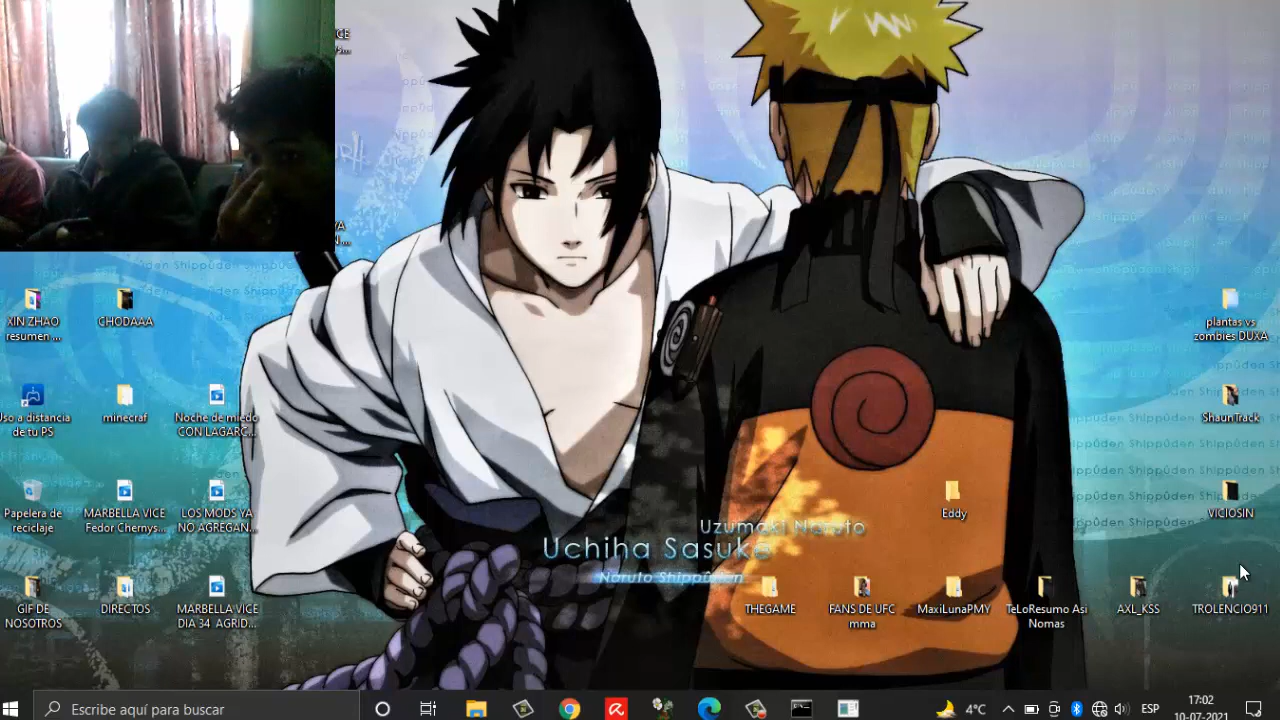 XIN ZHAO
resumen ...
CHODAAA
plantas vs
zombies DUXA
Uso a distancia
de tu PS
minecraf
Noche de miedo
CON LAGARC...
ShaunTrack
Papelera de
reciclaje
MARBELLA VICE
Fedor Chernys...
LOS MODS YA
NO AGREGAN...
Eddy
VICIOSIN
Uzumaki Naruto
Uchiha Sasuke
Naruto Shippūden
GIF DE
NOSOTROS
DIRECTOS
MARBELLA VICE
DIA 34 AGRID...
THEGAME
FANS DE UFC
mma
MaxiLunaPMY
TeLoResumo Asi
Nomas
AXL_KSS
TROLENCIO911
Escribe aquí para buscar
4°C
ESP
17:02
10-07-2021